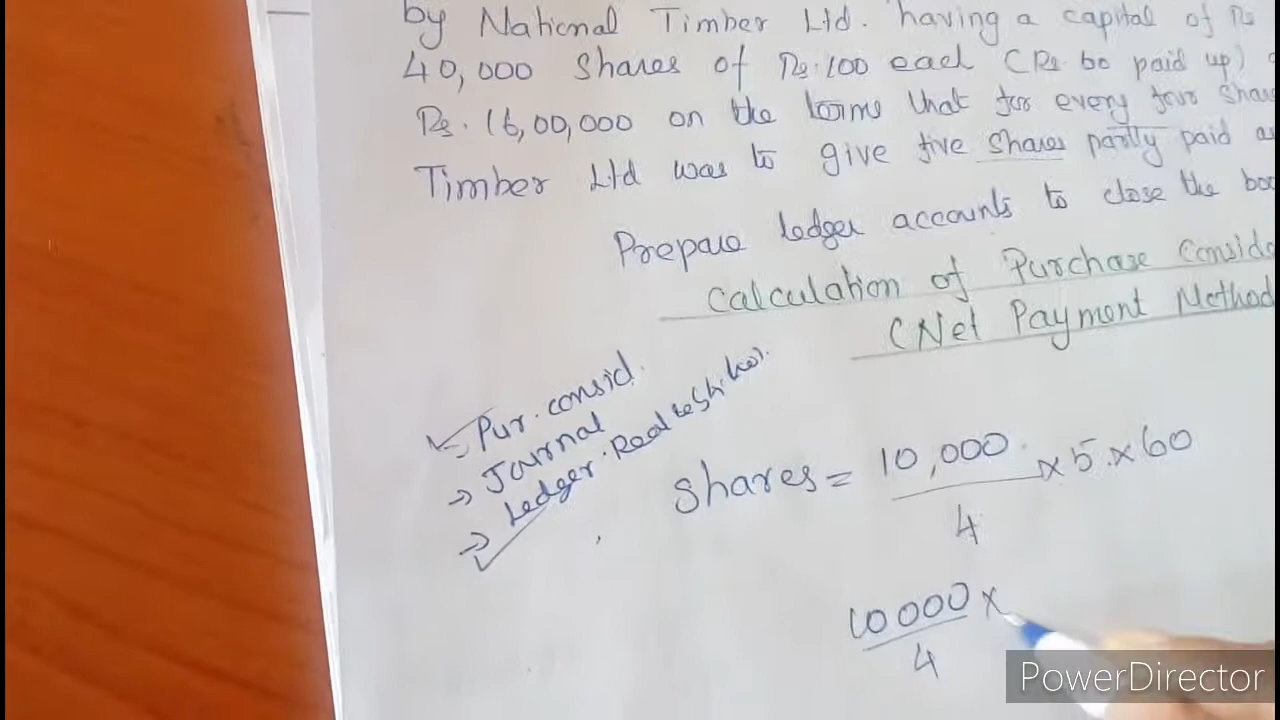 by National Timber Ltd. having a capital of Rs
40,000 Shares of Rs.100 each (Rs 60 paid up)
Rs. 16,00,000 on the terms that for every four Shar
Timber Ltd was to give five shares partly paid a
Prepare ledger accounts to close the boo
Calculation of Purchase Conside
(Net Payment Method
Pur. consid.
→ Journal
→ Ledger.
Shares = 10,000 / 4 × 5 × 60
10000 / 4 ×
PowerDirector